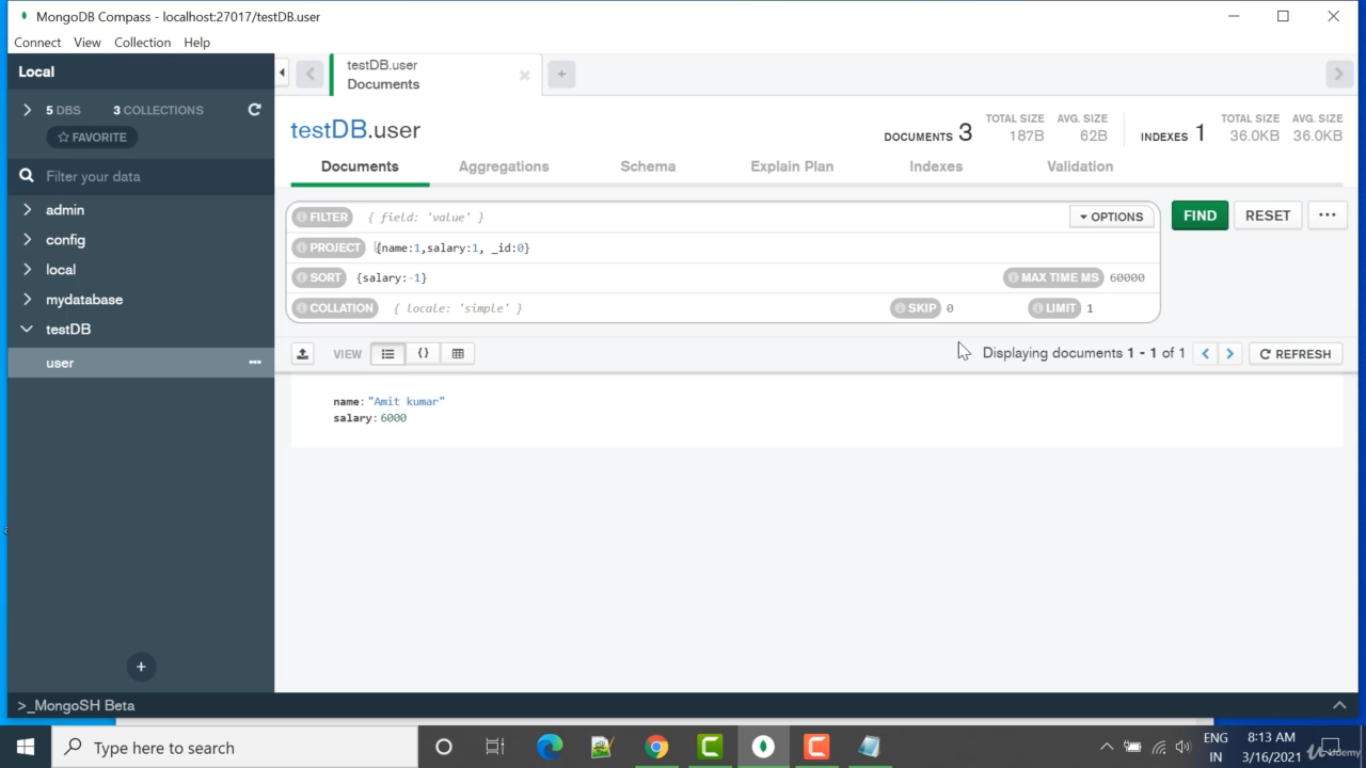 MongoDB Compass - localhost:27017/testDB.user
Connect View Collection Help
Local
5 DBS 3 COLLECTIONS
FAVORITE
Filter your data
admin
config
local
mydatabase
testDB
user
testDB.user
Documents
testDB.user
DOCUMENTS 3 TOTAL SIZE 187B AVG. SIZE 62B INDEXES 1 TOTAL SIZE 36.0KB AVG. SIZE 36.0KB
Documents Aggregations Schema Explain Plan Indexes Validation
FILTER { field: 'value' } OPTIONS FIND RESET ...
PROJECT {name:1,salary:1, _id:0}
SORT {salary:-1} MAX TIME MS 60000
COLLATION { locale: 'simple' } SKIP 0 LIMIT 1
VIEW {} Displaying documents 1 - 1 of 1 REFRESH
name: "Amit kumar"
salary: 6000
>_MongoSH Beta
Type here to search
ENG
IN
8:13 AM
3/16/2021
Udemy